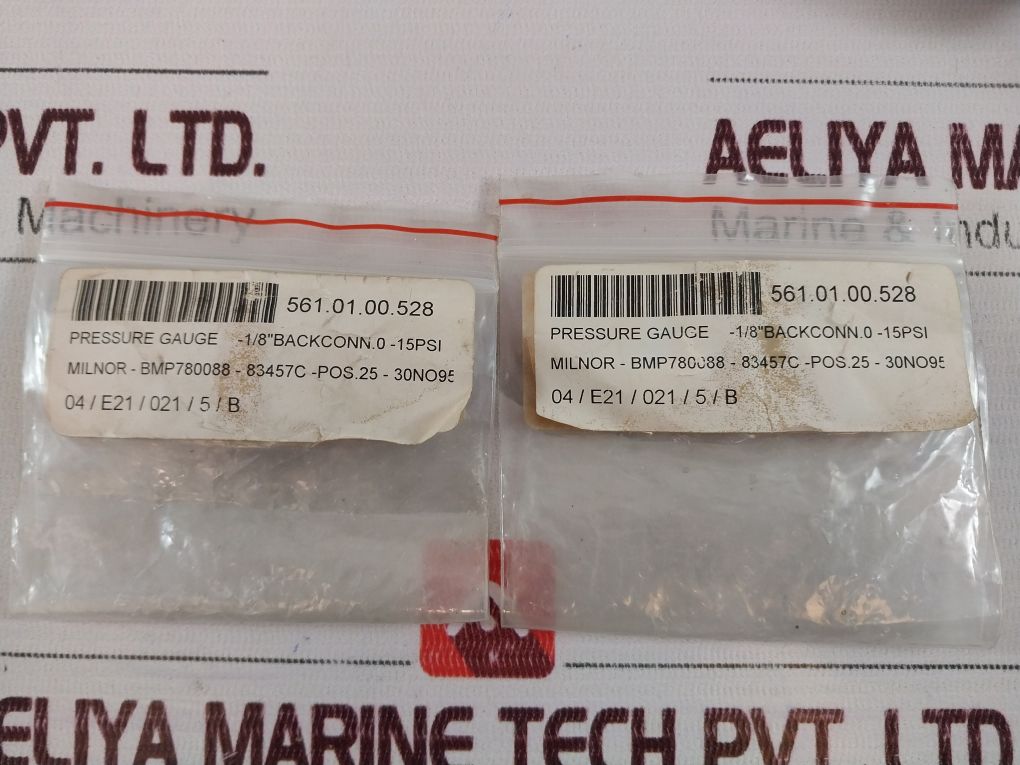 PVT. LTD.
Machinery
AELIYA MA
Marine & Indu
561.01.00.528
PRESSURE GAUGE -1/8"BACKCONN.0 -15PSI
MILNOR - BMP780088 - 83457C -POS.25 - 30NO95
04 / E21 / 021 / 5 / B
561.01.00.528
PRESSURE GAUGE -1/8"BACKCONN.0 -15PSI
MILNOR - BMP780088 - 83457C -POS.25 - 30NO95
04 / E21 / 021 / 5 / B
ELIYA MARINE TECH PVT. LTD